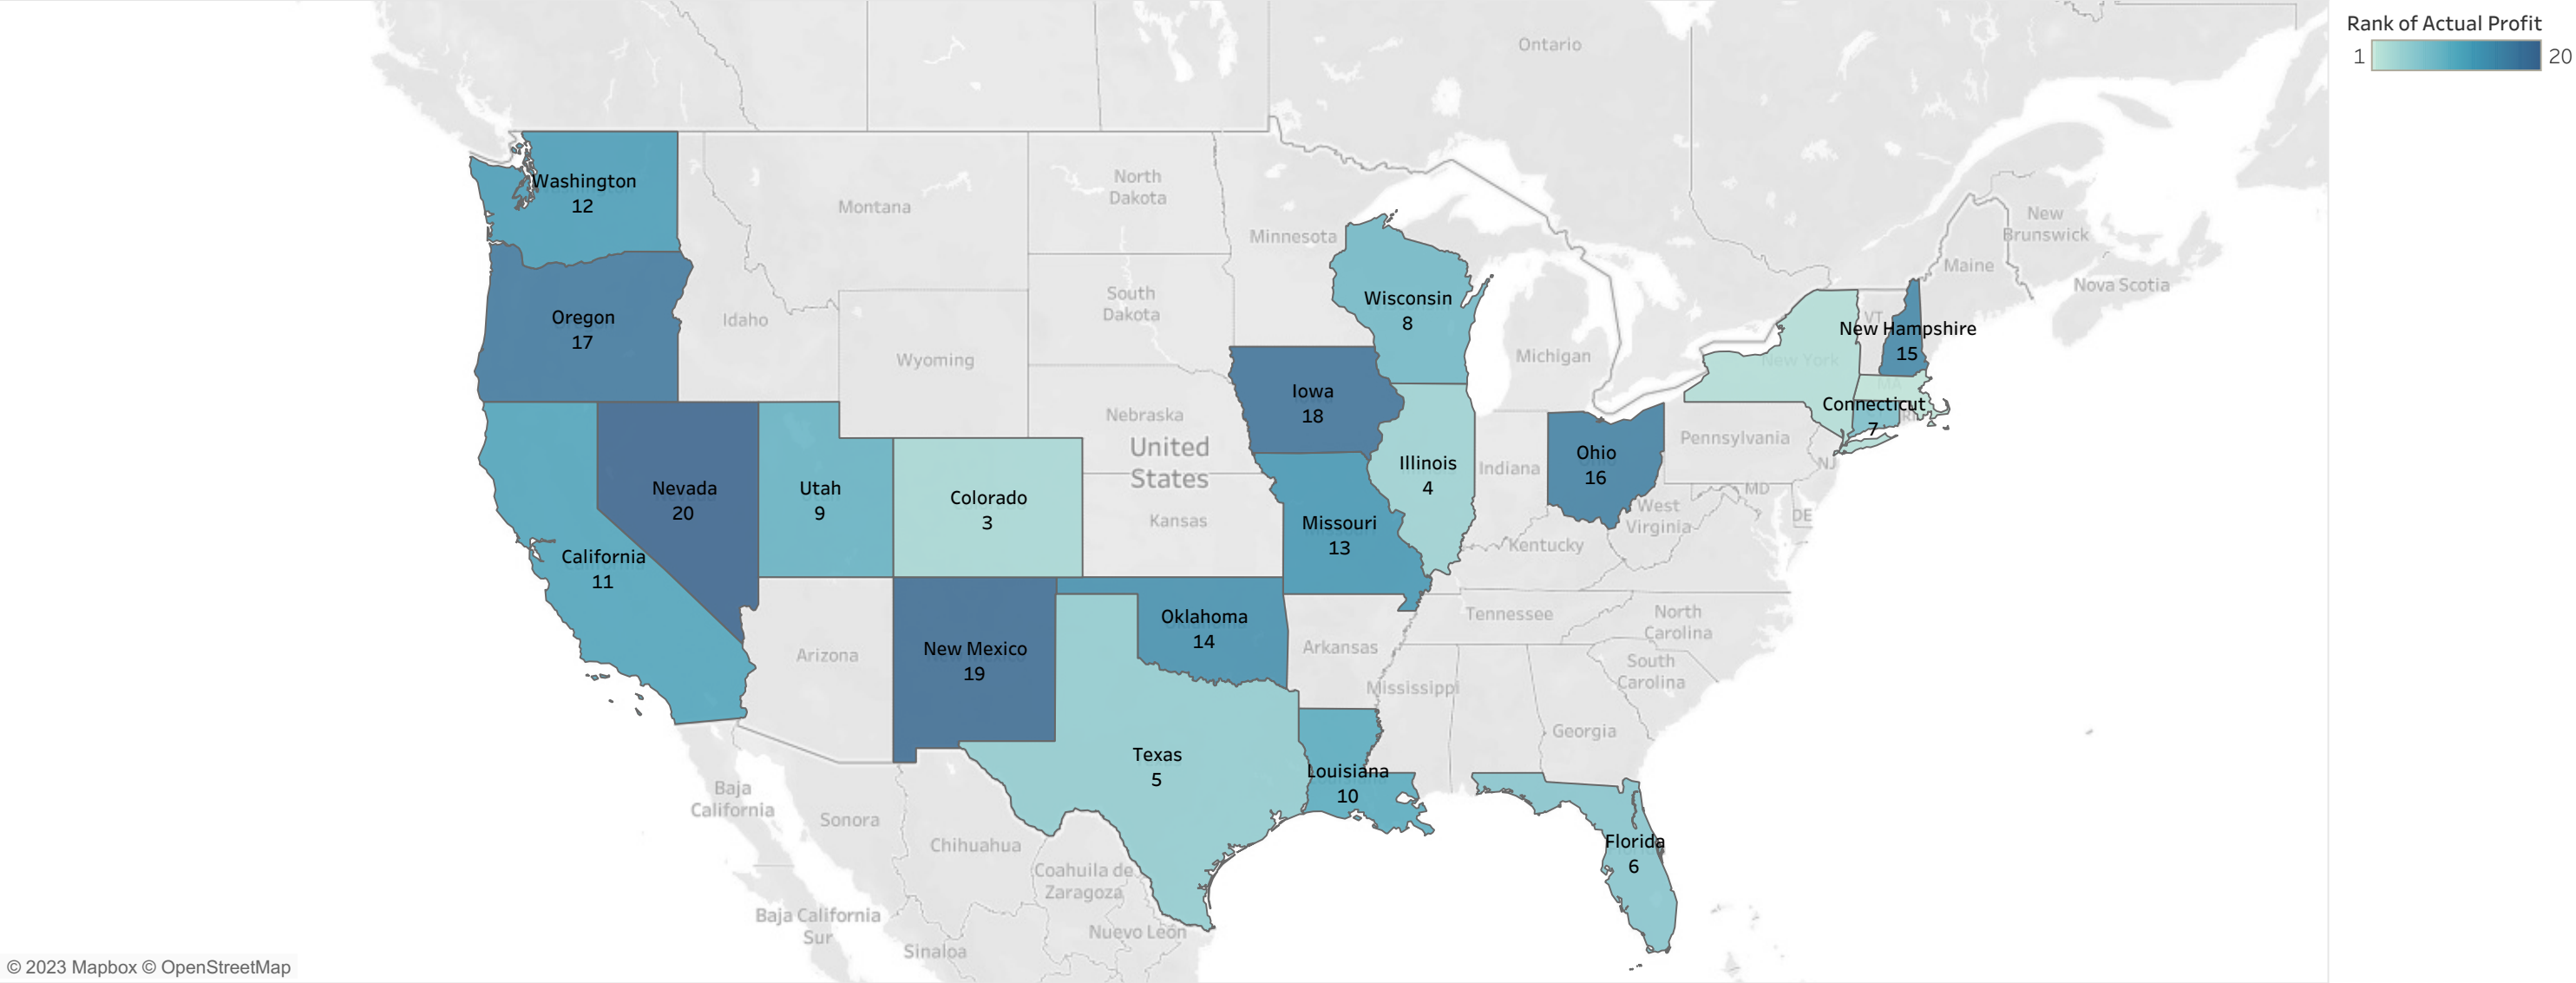 Rank of Actual Profit
1
20
Ontario
Washington
12
Montana
North
Dakota
Minnesota
New
Brunswick
Maine
Nova Scotia
Oregon
17
Idaho
South
Dakota
Wisconsin
8
Michigan
VT
New Hampshire
15
Wyoming
New York
MA
Iowa
18
Nebraska
Connecticut
7
United
States
Illinois
4
Indiana
Ohio
16
Pennsylvania
NJ
Nevada
20
Utah
9
Colorado
3
Kansas
Missouri
13
MD
DE
West
Virginia
Kentucky
California
11
Oklahoma
14
Tennessee
North
Carolina
Arizona
New Mexico
19
Arkansas
South
Carolina
Mississippi
Georgia
Texas
5
Louisiana
10
Florida
6
Baja
California
Sonora
Chihuahua
Coahuila de
Zaragoza
Baja California
Sur
Sinaloa
Nuevo León
© 2023 Mapbox © OpenStreetMap